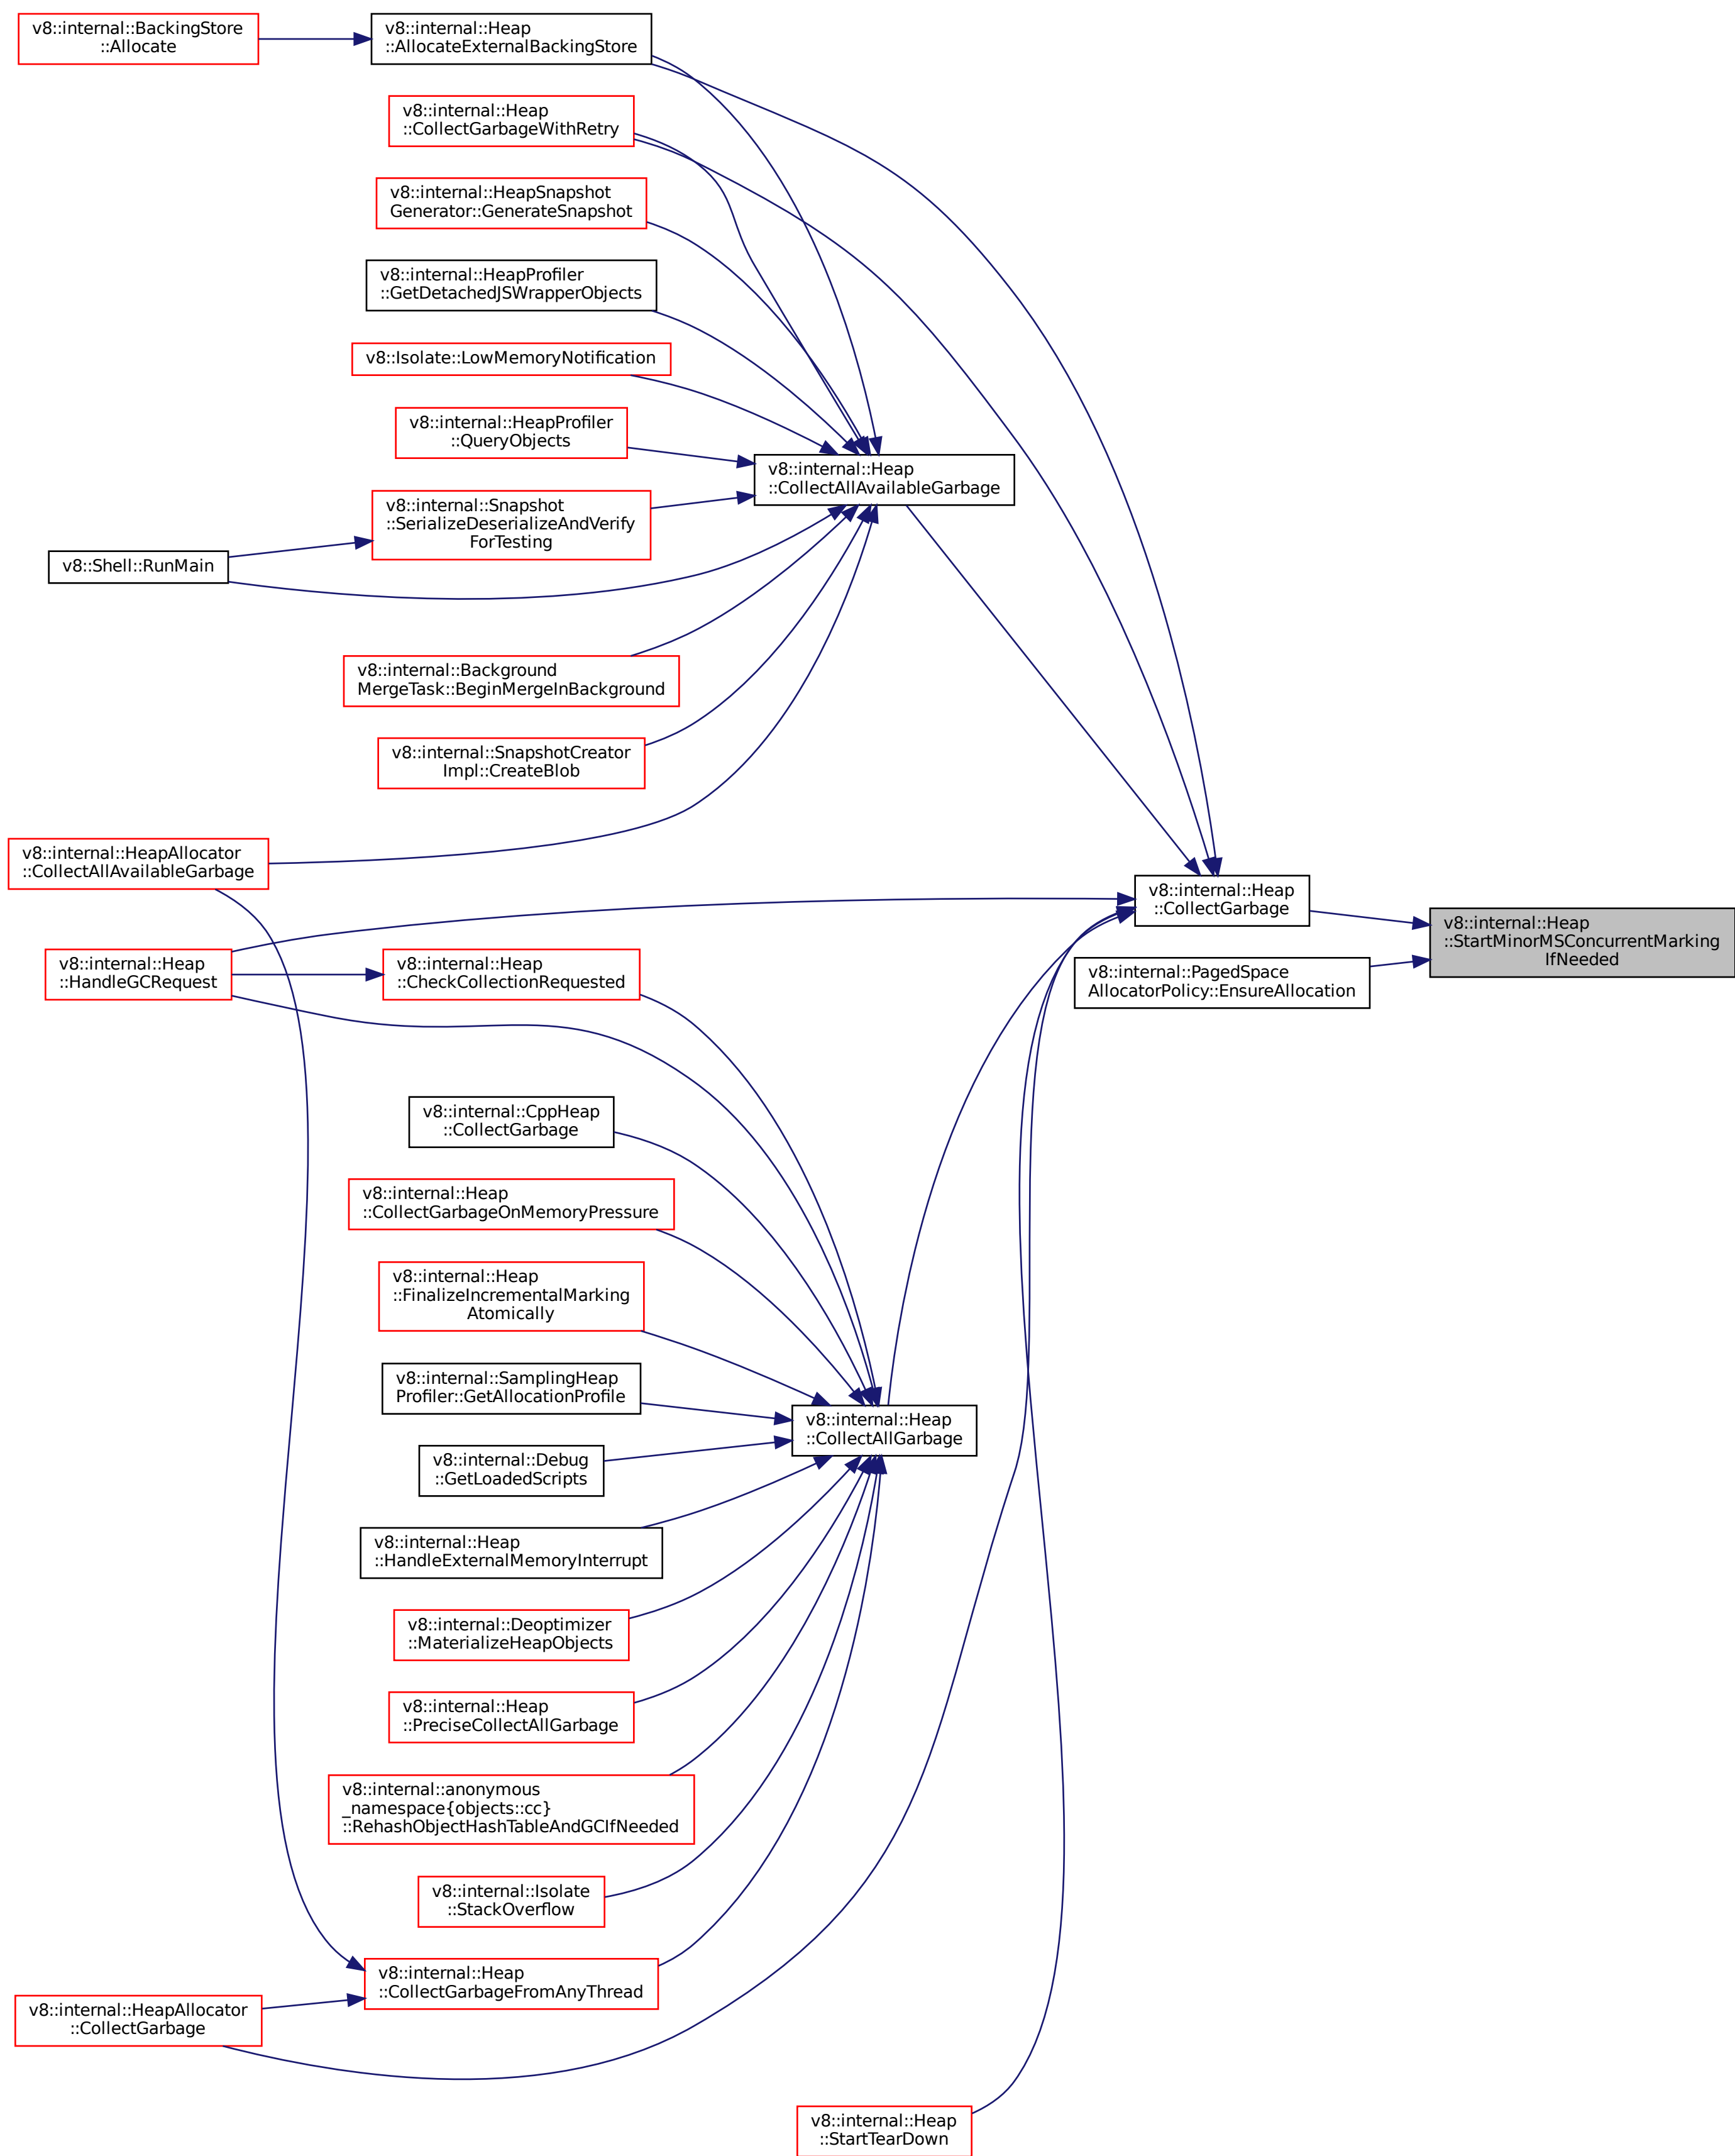 v8::internal::BackingStore
::Allocate
v8::internal::Heap
::AllocateExternalBackingStore
v8::internal::Heap
::CollectGarbageWithRetry
v8::internal::HeapSnapshot
Generator::GenerateSnapshot
v8::internal::HeapProfiler
::GetDetachedJSWrapperObjects
v8::Isolate::LowMemoryNotification
v8::internal::HeapProfiler
::QueryObjects
v8::internal::Heap
::CollectAllAvailableGarbage
v8::internal::Snapshot
::SerializeDeserializeAndVerify
ForTesting
v8::Shell::RunMain
v8::internal::Background
MergeTask::BeginMergeInBackground
v8::internal::SnapshotCreator
Impl::CreateBlob
v8::internal::HeapAllocator
::CollectAllAvailableGarbage
v8::internal::Heap
::CollectGarbage
v8::internal::Heap
::StartMinorMSConcurrentMarking
IfNeeded
v8::internal::Heap
::HandleGCRequest
v8::internal::Heap
::CheckCollectionRequested
v8::internal::PagedSpace
AllocatorPolicy::EnsureAllocation
v8::internal::CppHeap
::CollectGarbage
v8::internal::Heap
::CollectGarbageOnMemoryPressure
v8::internal::Heap
::FinalizeIncrementalMarking
Atomically
v8::internal::SamplingHeap
Profiler::GetAllocationProfile
v8::internal::Heap
::CollectAllGarbage
v8::internal::Debug
::GetLoadedScripts
v8::internal::Heap
::HandleExternalMemoryInterrupt
v8::internal::Deoptimizer
::MaterializeHeapObjects
v8::internal::Heap
::PreciseCollectAllGarbage
v8::internal::anonymous
_namespace{objects::cc}
::RehashObjectHashTableAndGCIfNeeded
v8::internal::Isolate
::StackOverflow
v8::internal::Heap
::CollectGarbageFromAnyThread
v8::internal::HeapAllocator
::CollectGarbage
v8::internal::Heap
::StartTearDown